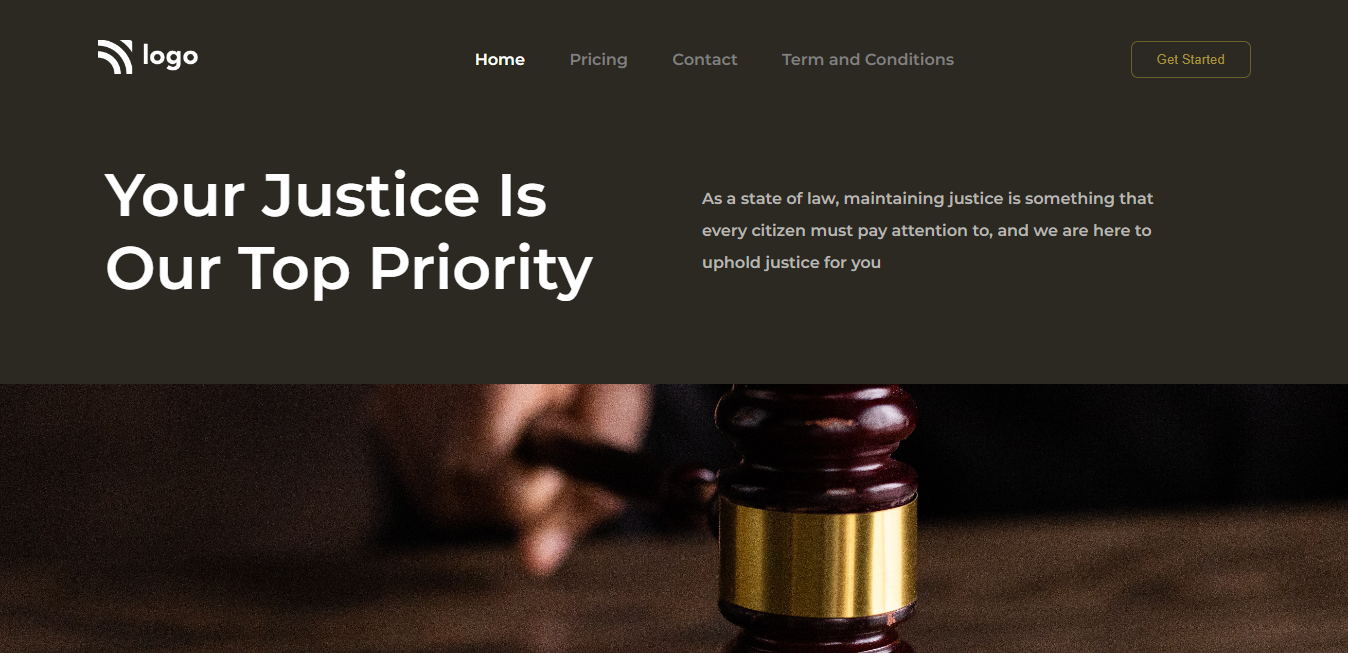 logo
Home Pricing Contact Term and Conditions Get Started
Your Justice Is
Our Top Priority
As a state of law, maintaining justice is something that
every citizen must pay attention to, and we are here to
uphold justice for you